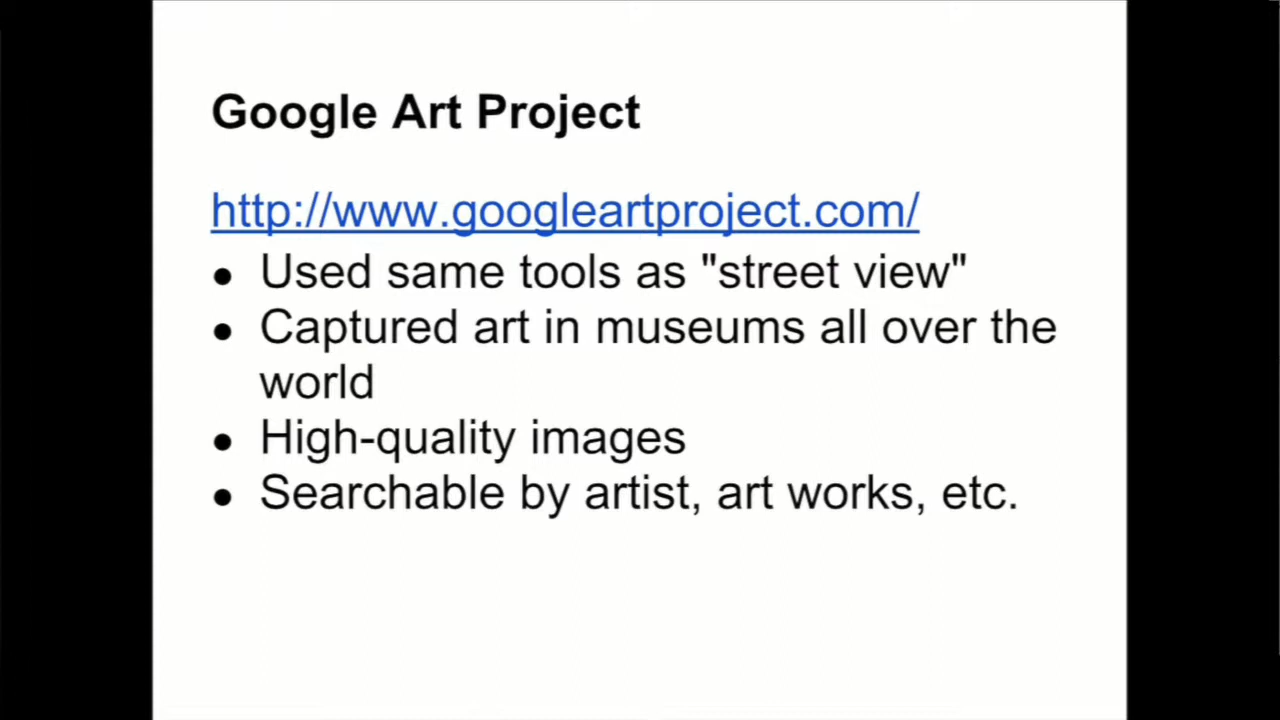 Google Art Project
http://www.googleartproject.com/
● Used same tools as "street view"
● Captured art in museums all over the
world
● High-quality images
● Searchable by artist, art works, etc.